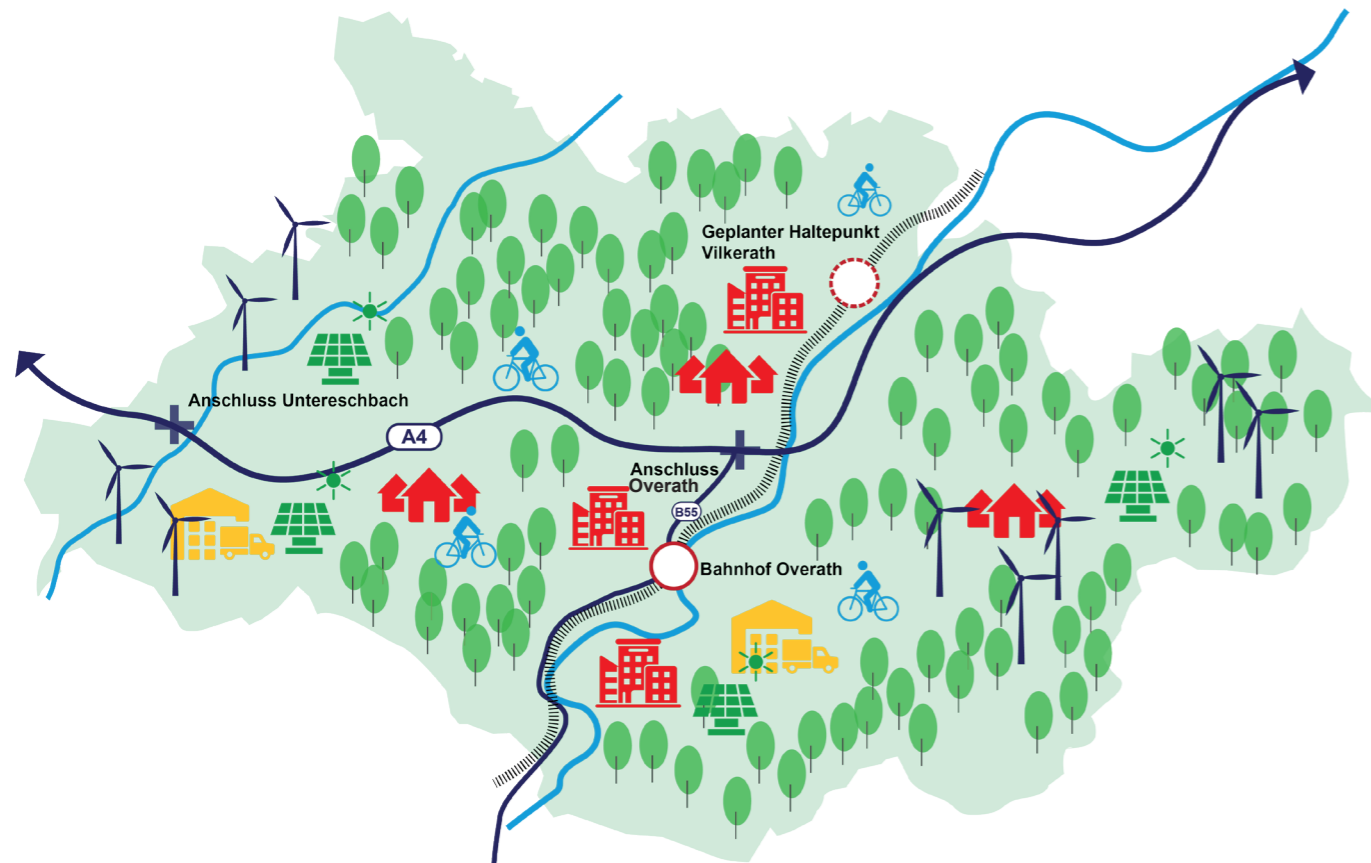 Geplanter Haltepunkt
Vilkerath
Anschluss Untereschbach
A4
Anschluss
Overath
B55
Bahnhof Overath